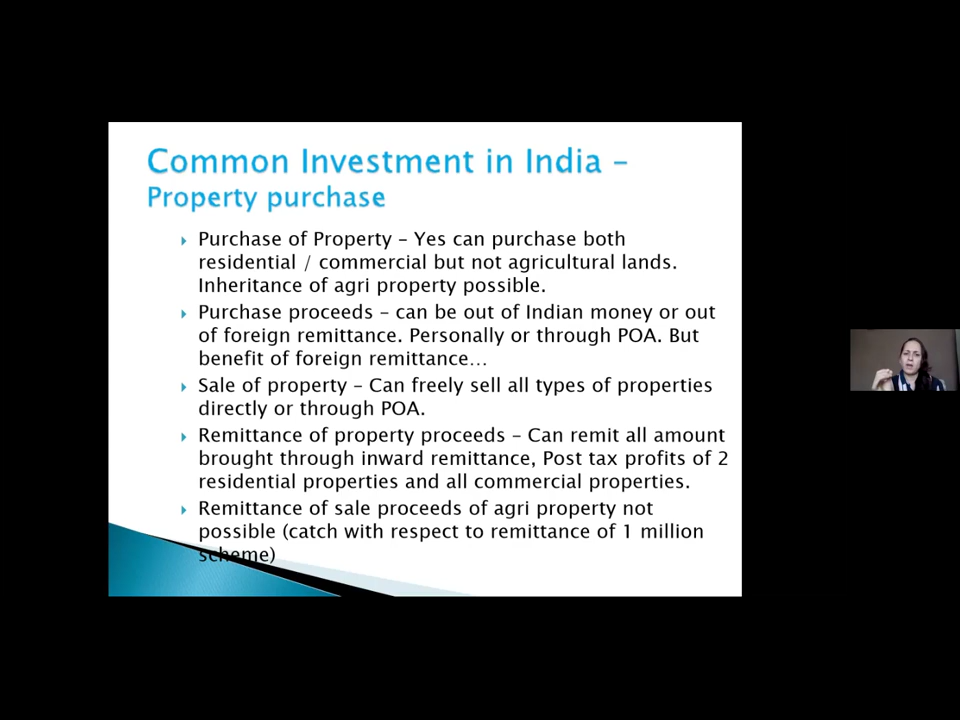 Common Investment in India –
Property purchase
Purchase of Property – Yes can purchase both
residential / commercial but not agricultural lands.
Inheritance of agri property possible.
Purchase proceeds – can be out of Indian money or out
of foreign remittance. Personally or through POA. But
benefit of foreign remittance…
Sale of property – Can freely sell all types of properties
directly or through POA.
Remittance of property proceeds – Can remit all amount
brought through inward remittance, Post tax profits of 2
residential properties and all commercial properties.
Remittance of sale proceeds of agri property not
possible (catch with respect to remittance of 1 million
scheme)